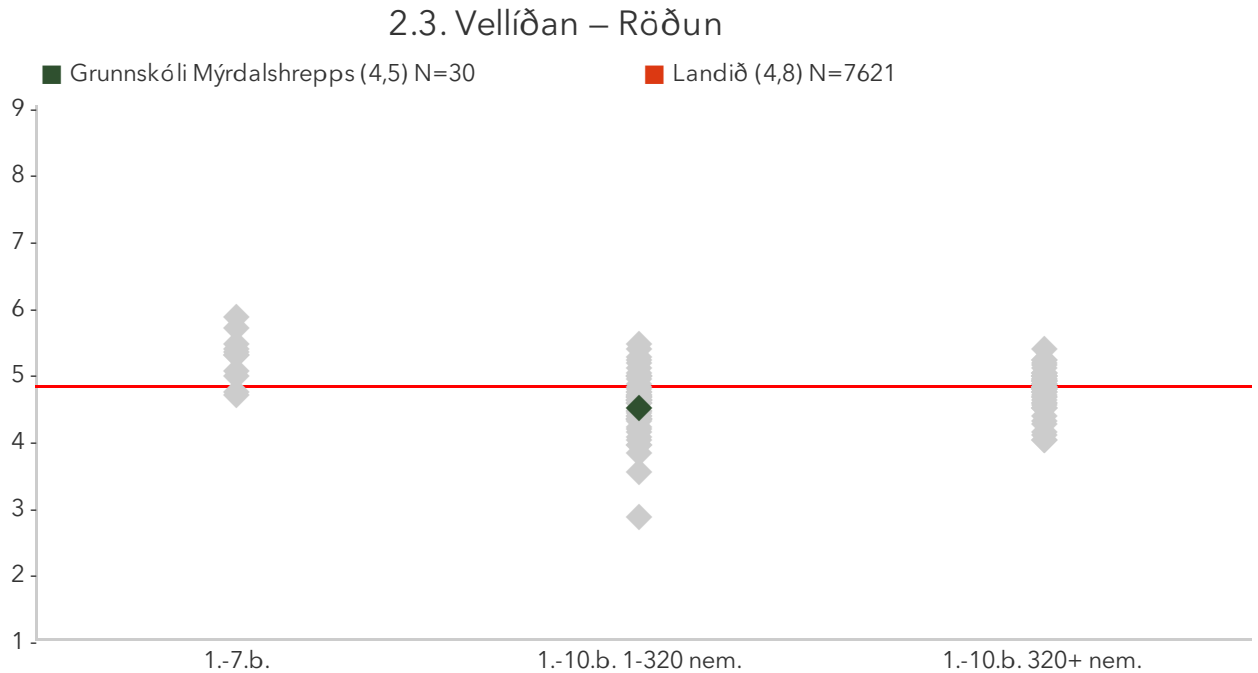 2.3. Vellíðan – Röðun
Grunnskóli Mýrdalshrepps (4,5) N=30
Landið (4,8) N=7621
9
8
7
6
5
4
3
2
1
1.-7.b.
1.-10.b. 1-320 nem.
1.-10.b. 320+ nem.